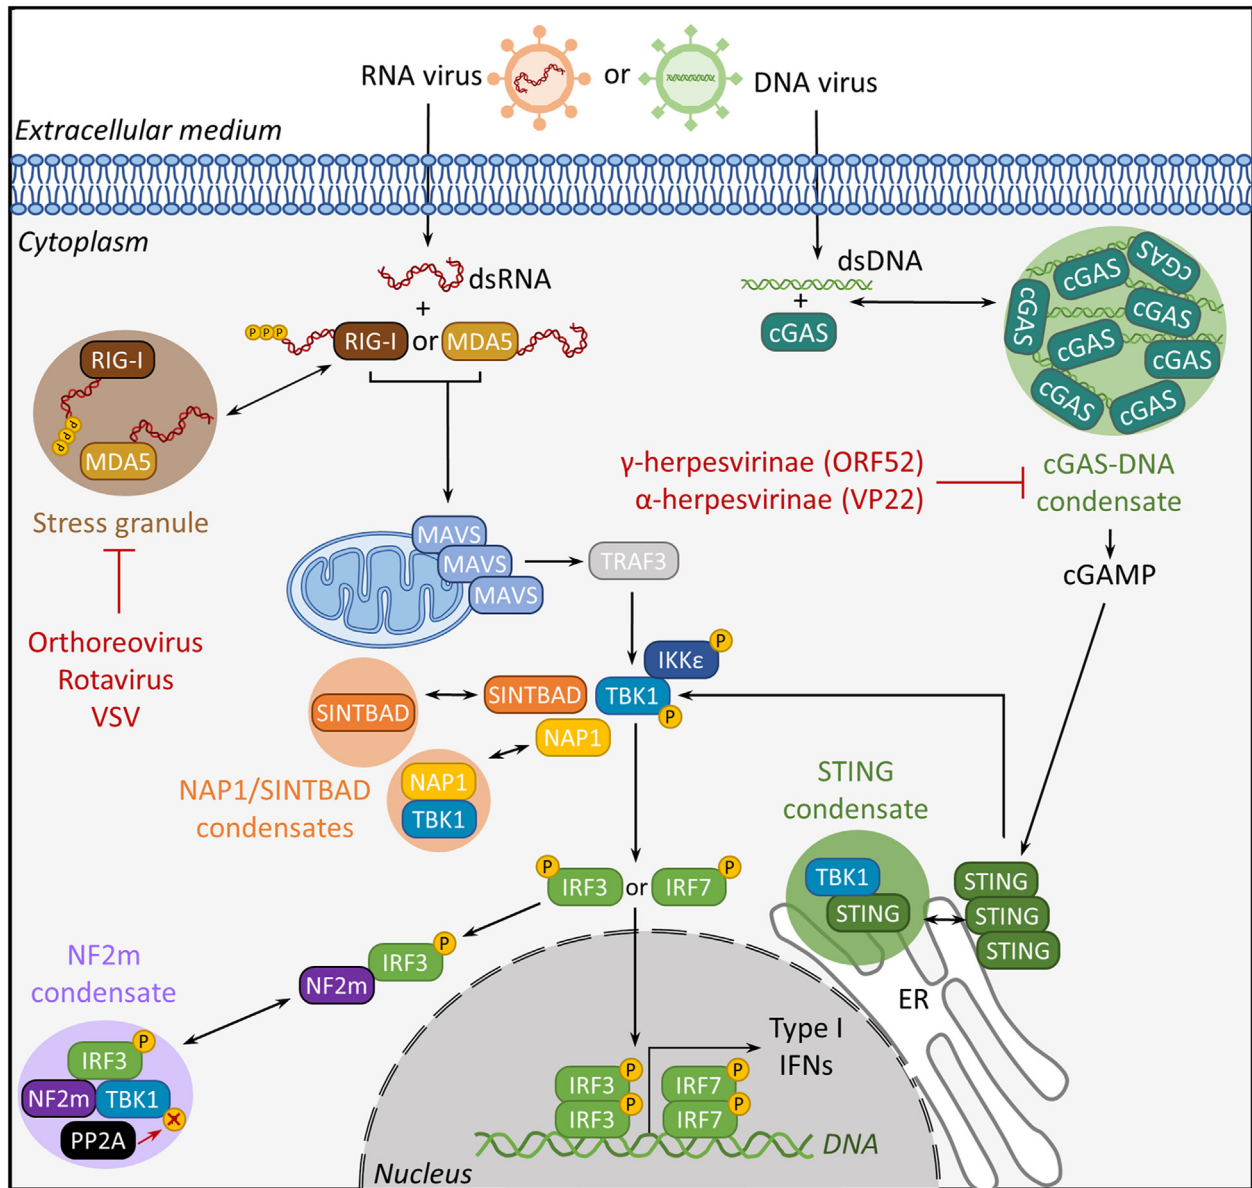 RNA virus
or
DNA virus
Extracellular medium
Cytoplasm
dsRNA
+
P P P
RIG-I
or
MDA5
dsDNA
+
cGAS
cGAS
cGAS
cGAS
cGAS
cGAS
cGAS
cGAS
cGAS
RIG-I
P P P
MDA5
Stress granule
γ-herpesvirinae (ORF52)
α-herpesvirinae (VP22)
cGAS-DNA
condensate
cGAMP
MAVS
MAVS
MAVS
TRAF3
Orthoreovirus
Rotavirus
VSV
IKKε
P
TBK1
P
SINTBAD
SINTBAD
NAP1
NAP1
TBK1
NAP1/SINTBAD
condensates
STING
condensate
TBK1
STING
STING
STING
STING
ER
P
IRF3
or
IRF7
P
IRF3
P
NF2m
NF2m
condensate
IRF3
P
NF2m
TBK1
PP2A
Type I
IFNs
IRF3
P
IRF3
P
IRF7
P
IRF7
P
DNA
Nucleus